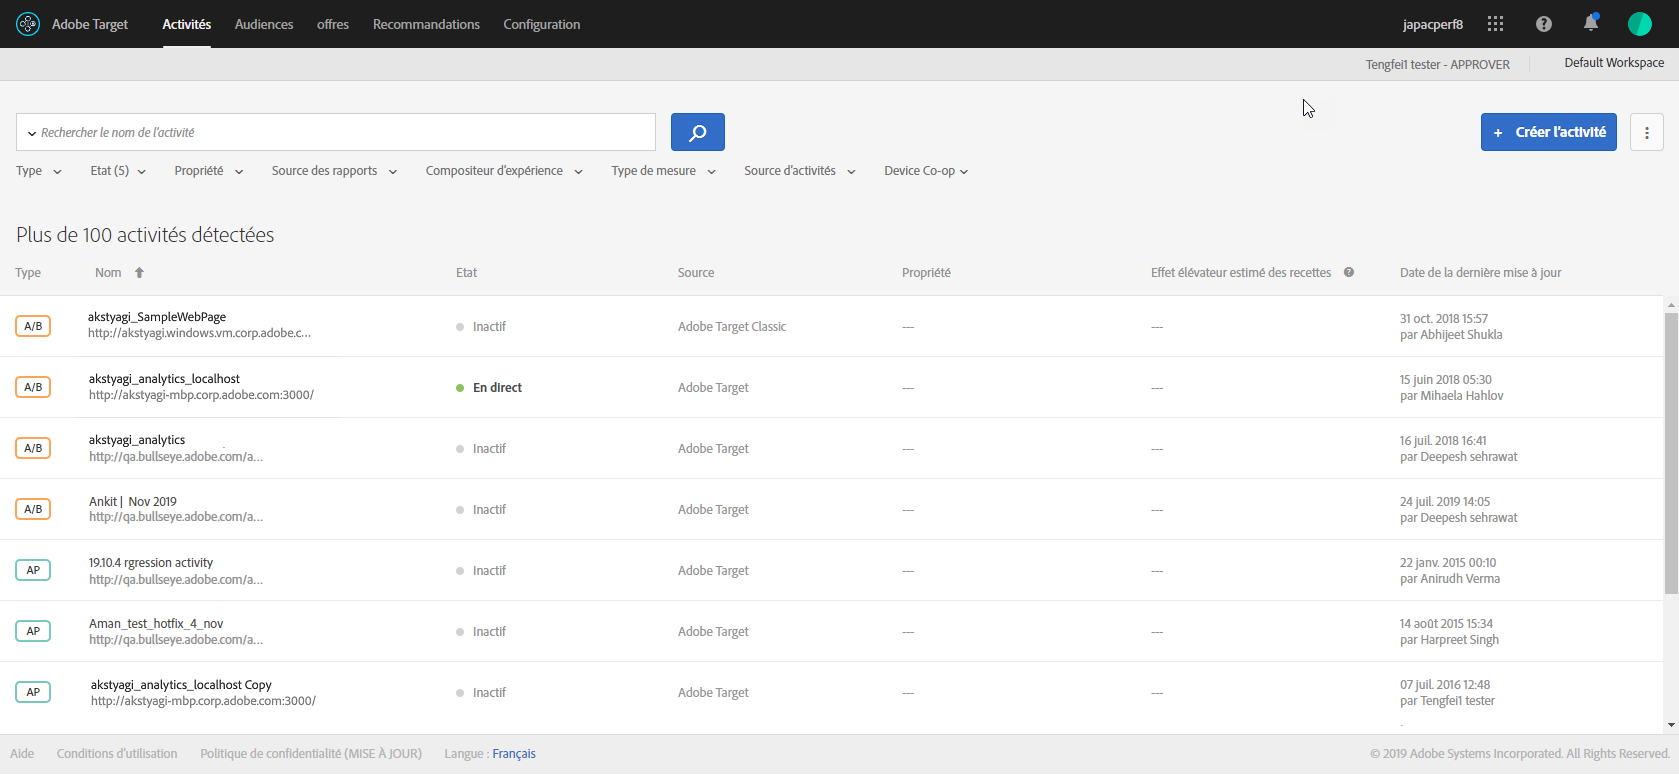 Adobe Target Activités Audiences offres Recommandations Configuration japacperf8
Tengfei1 tester - APPROVER Default Workspace
Rechercher le nom de l'activité + Créer l'activité
Type Etat (5) Propriété Source des rapports Compositeur d'expérience Type de mesure Source d'activités Device Co-op
Plus de 100 activités détectées
Type Nom Etat Source Propriété Effet élévateur estimé des recettes Date de la dernière mise à jour
A/B akstyagi_SampleWebPage Inactif Adobe Target Classic --- --- 31 oct. 2018 15:57
http://akstyagi.windows.vm.corp.adobe.c... par Abhijeet Shukla
A/B akstyagi_analytics_localhost En direct Adobe Target --- --- 15 juin 2018 05:30
http://akstyagi-mbp.corp.adobe.com:3000/ par Mihaela Hahlov
A/B akstyagi_analytics Inactif Adobe Target --- --- 16 juil. 2018 16:41
http://qa.bullseye.adobe.com/a... par Deepesh sehrawat
A/B Ankit | Nov 2019 Inactif Adobe Target --- --- 24 juil. 2019 14:05
http://qa.bullseye.adobe.com/a... par Deepesh sehrawat
AP 19.10.4 rgression activity Inactif Adobe Target --- --- 22 janv. 2015 00:10
http://qa.bullseye.adobe.com/a... par Anirudh Verma
AP Aman_test_hotfix_4_nov Inactif Adobe Target --- --- 14 août 2015 15:34
http://qa.bullseye.adobe.com/a... par Harpreet Singh
AP akstyagi_analytics_localhost Copy Inactif Adobe Target --- --- 07 juil. 2016 12:48
http://akstyagi-mbp.corp.adobe.com:3000/ par Tengfei1 tester
Aide Conditions d'utilisation Politique de confidentialité (MISE À JOUR) Langue : Français © 2019 Adobe Systems Incorporated. All Rights Reserved.